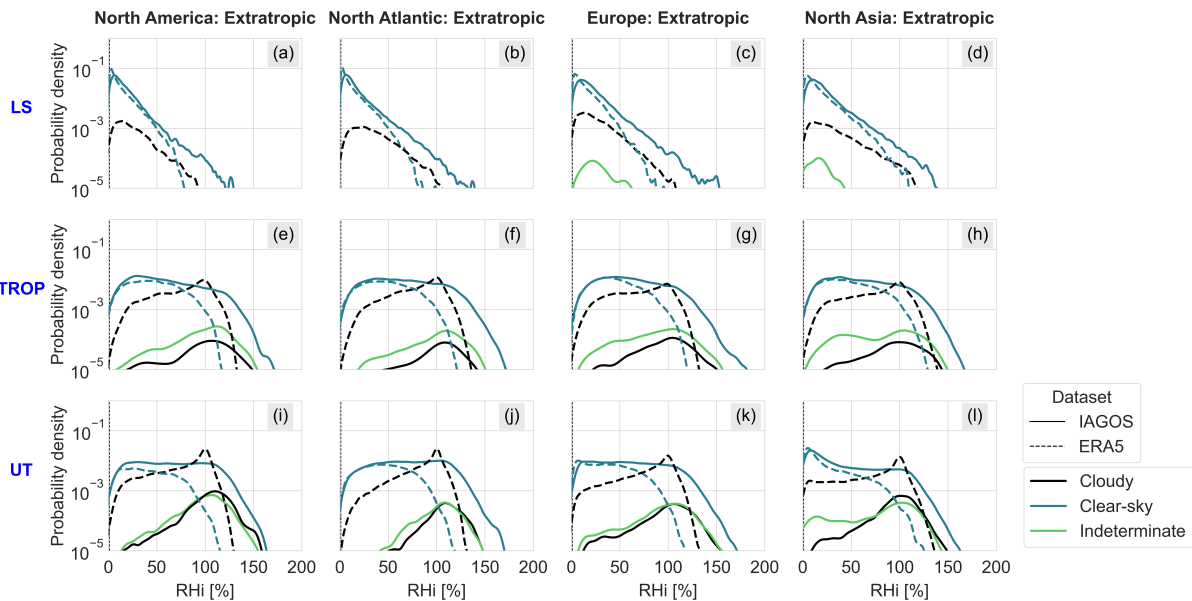 North America: Extratropic North Atlantic: Extratropic Europe: Extratropic North Asia: Extratropic
LS
Probability density
10⁻¹
10⁻³
10⁻⁵
(a) (b) (c) (d)
TROP
Probability density
10⁻¹
10⁻³
10⁻⁵
(e) (f) (g) (h)
UT
Probability density
10⁻¹
10⁻³
10⁻⁵
(i) (j) (k) (l)
0 50 100 150 200 0 50 100 150 200 0 50 100 150 200 0 50 100 150 200
RHi [%] RHi [%] RHi [%] RHi [%]
Dataset
IAGOS
ERA5
Cloudy
Clear-sky
Indeterminate